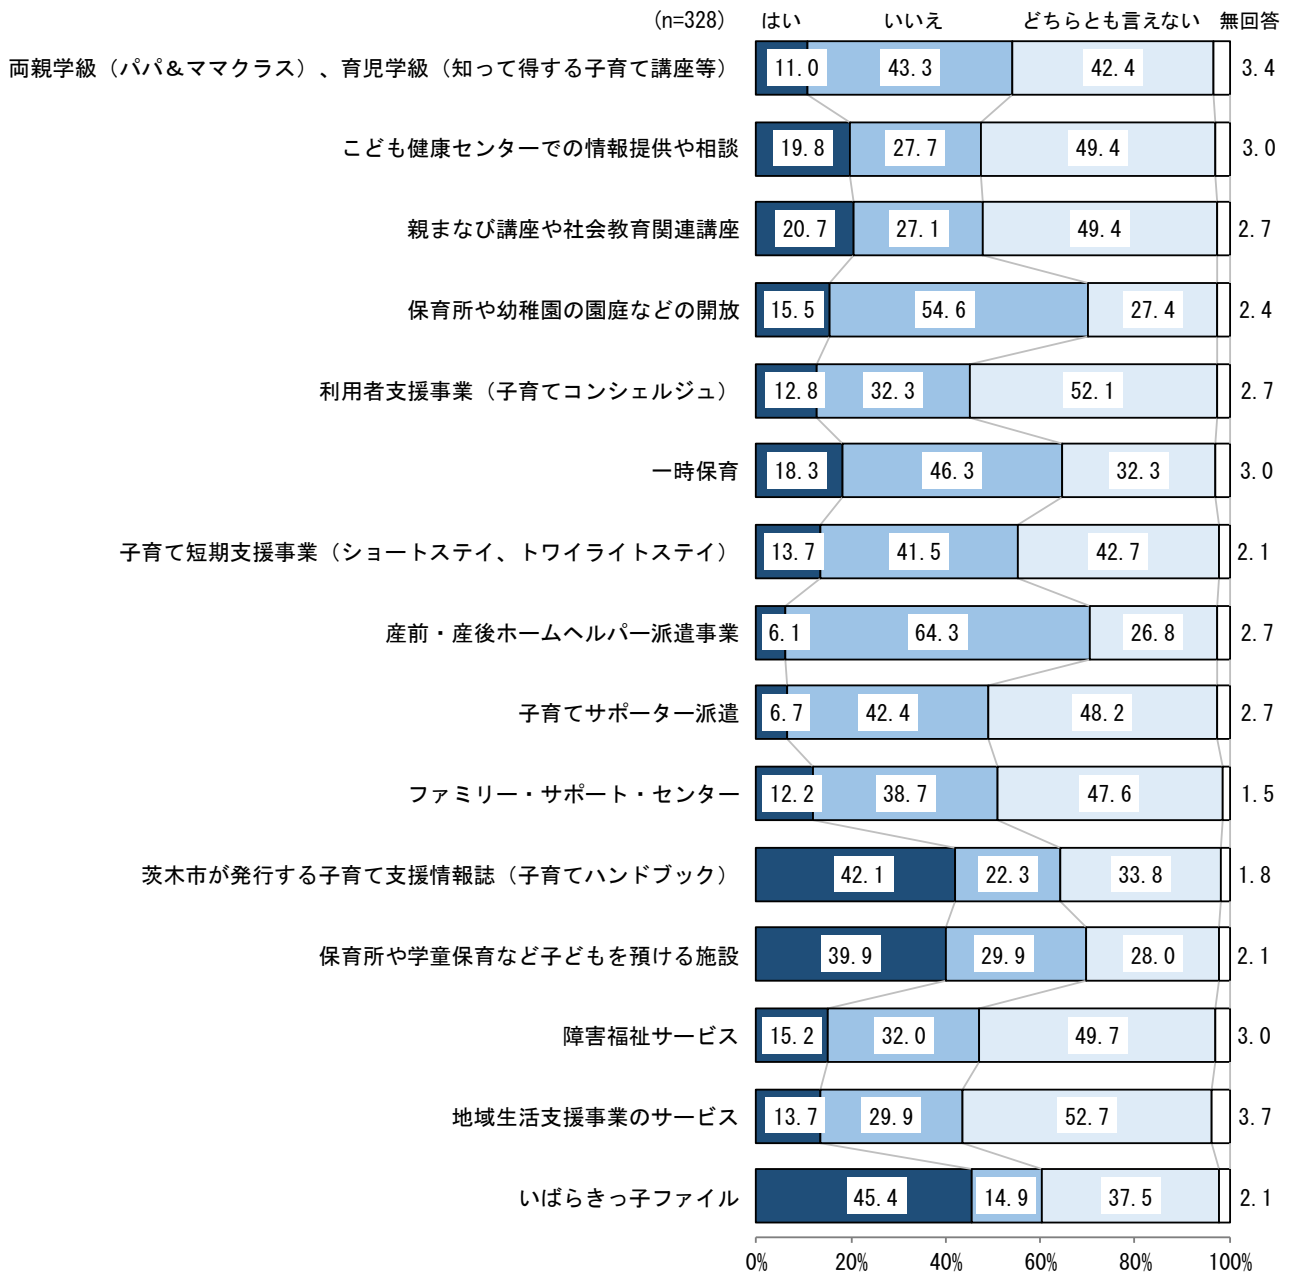 (n=328) はい いいえ どちらとも言えない 無回答
両親学級（パパ＆ママクラス）、育児学級（知って得する子育て講座等） 11.0 43.3 42.4 3.4
こども健康センターでの情報提供や相談 19.8 27.7 49.4 3.0
親まなび講座や社会教育関連講座 20.7 27.1 49.4 2.7
保育所や幼稚園の園庭などの開放 15.5 54.6 27.4 2.4
利用者支援事業（子育てコンシェルジュ） 12.8 32.3 52.1 2.7
一時保育 18.3 46.3 32.3 3.0
子育て短期支援事業（ショートステイ、トワイライトステイ） 13.7 41.5 42.7 2.1
産前・産後ホームヘルパー派遣事業 6.1 64.3 26.8 2.7
子育てサポーター派遣 6.7 42.4 48.2 2.7
ファミリー・サポート・センター 12.2 38.7 47.6 1.5
茨木市が発行する子育て支援情報誌（子育てハンドブック） 42.1 22.3 33.8 1.8
保育所や学童保育など子どもを預ける施設 39.9 29.9 28.0 2.1
障害福祉サービス 15.2 32.0 49.7 3.0
地域生活支援事業のサービス 13.7 29.9 52.7 3.7
いばらきっ子ファイル 45.4 14.9 37.5 2.1
0% 20% 40% 60% 80% 100%